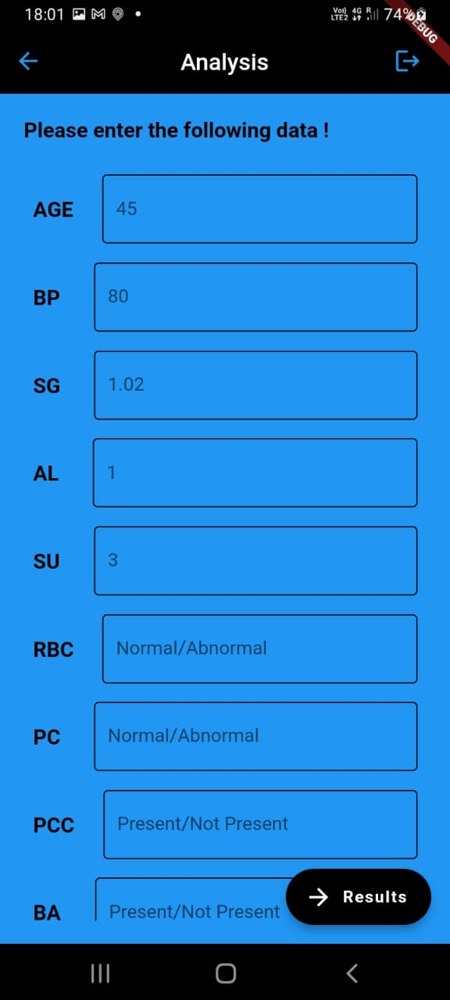 18:01
Vo)) 4G R 74%
LTE2
DEBUG
Analysis
Please enter the following data !
AGE 45
BP 80
SG 1.02
AL 1
SU 3
RBC Normal/Abnormal
PC Normal/Abnormal
PCC Present/Not Present
BA Present/Not Present
Results